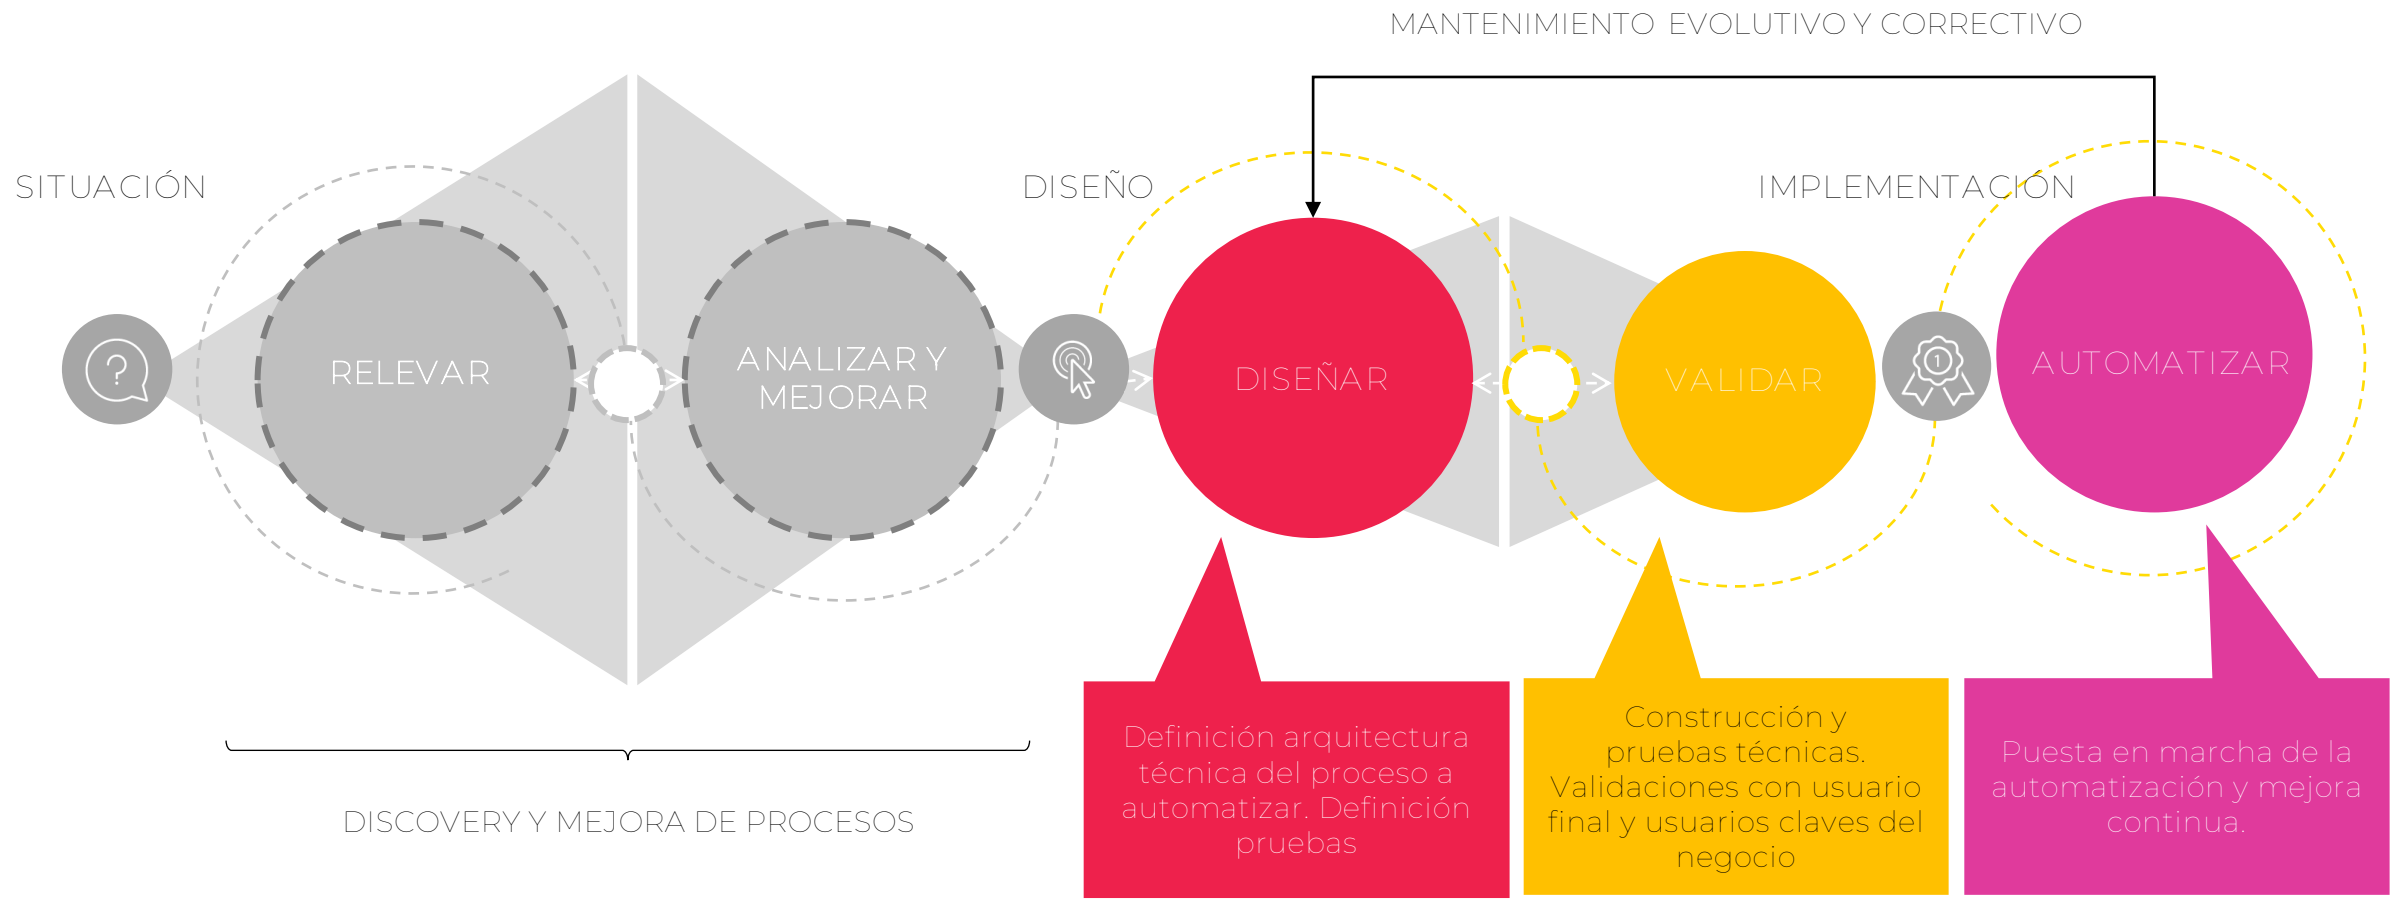 MANTENIMIENTO EVOLUTIVO Y CORRECTIVO
SITUACIÓN
DISEÑO
IMPLEMENTACIÓN
?
RELEVAR
ANALIZAR Y
MEJORAR
DISEÑAR
VALIDAR
1
AUTOMATIZAR
DISCOVERY Y MEJORA DE PROCESOS
Definición arquitectura
técnica del proceso a
automatizar. Definición
pruebas
Construcción y
pruebas técnicas.
Validaciones con usuario
final y usuarios claves del
negocio
Puesta en marcha de la
automatización y mejora
continua.